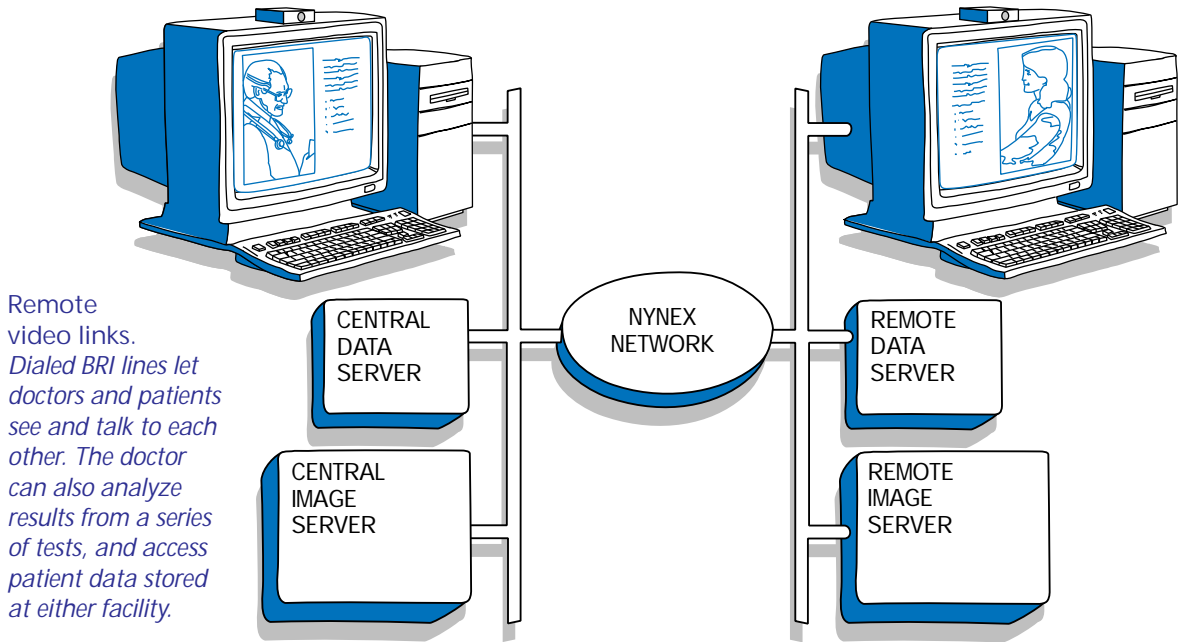 Remote
video links.
Dialed BRI lines let
doctors and patients
see and talk to each
other. The doctor
can also analyze
results from a series
of tests, and access
patient data stored
at either facility.
CENTRAL
DATA
SERVER
NYNEX
NETWORK
REMOTE
DATA
SERVER
CENTRAL
IMAGE
SERVER
REMOTE
IMAGE
SERVER